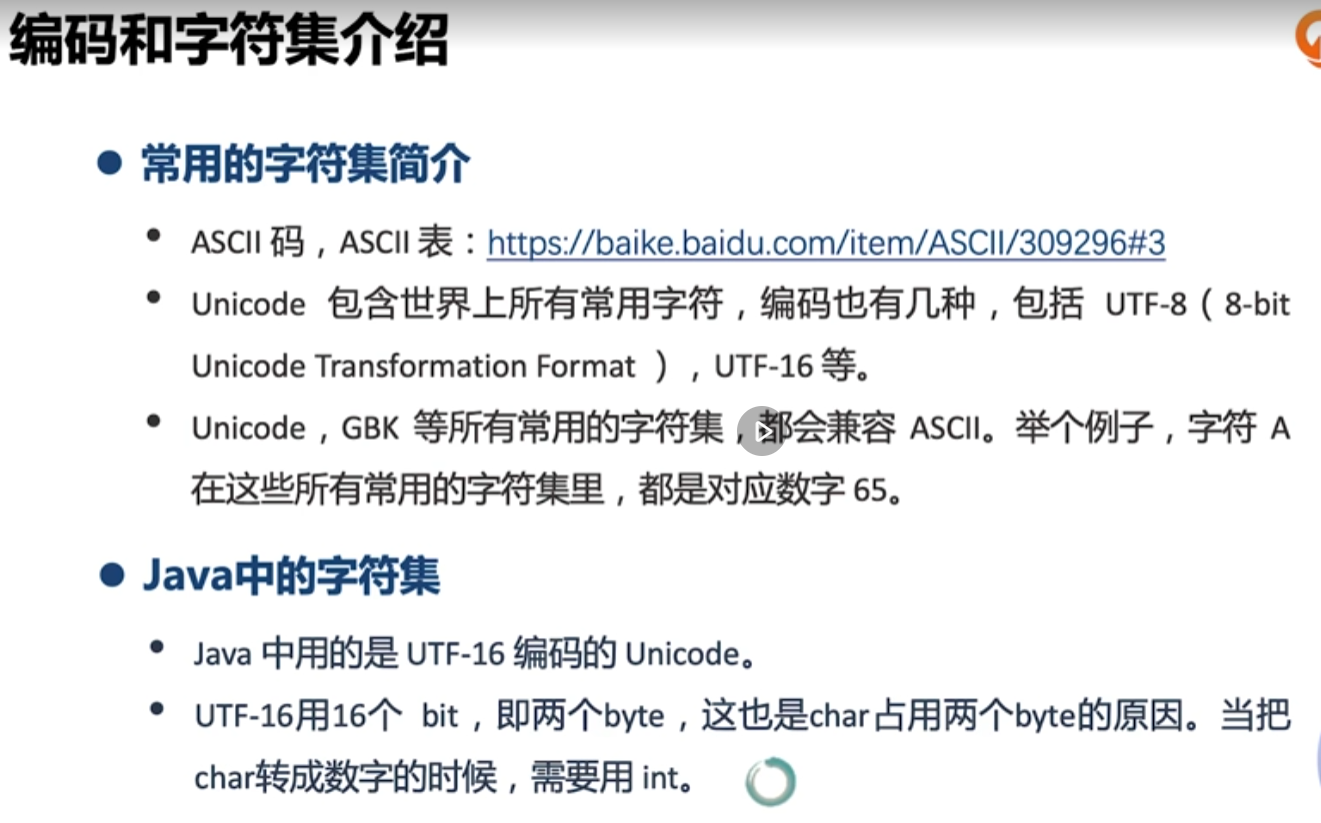 编码和字符集介绍
● 常用的字符集简介
• ASCII 码，ASCII 表：https://baike.baidu.com/item/ASCII/309296#3
• Unicode 包含世界上所有常用字符，编码也有几种，包括 UTF-8（8-bit
Unicode Transformation Format ），UTF-16 等。
• Unicode，GBK 等所有常用的字符集，都会兼容 ASCII。举个例子，字符 A
在这些所有常用的字符集里，都是对应数字 65。
● Java中的字符集
• Java 中用的是 UTF-16 编码的 Unicode。
• UTF-16用16个 bit，即两个byte，这也是char占用两个byte的原因。当把
char转成数字的时候，需要用 int。